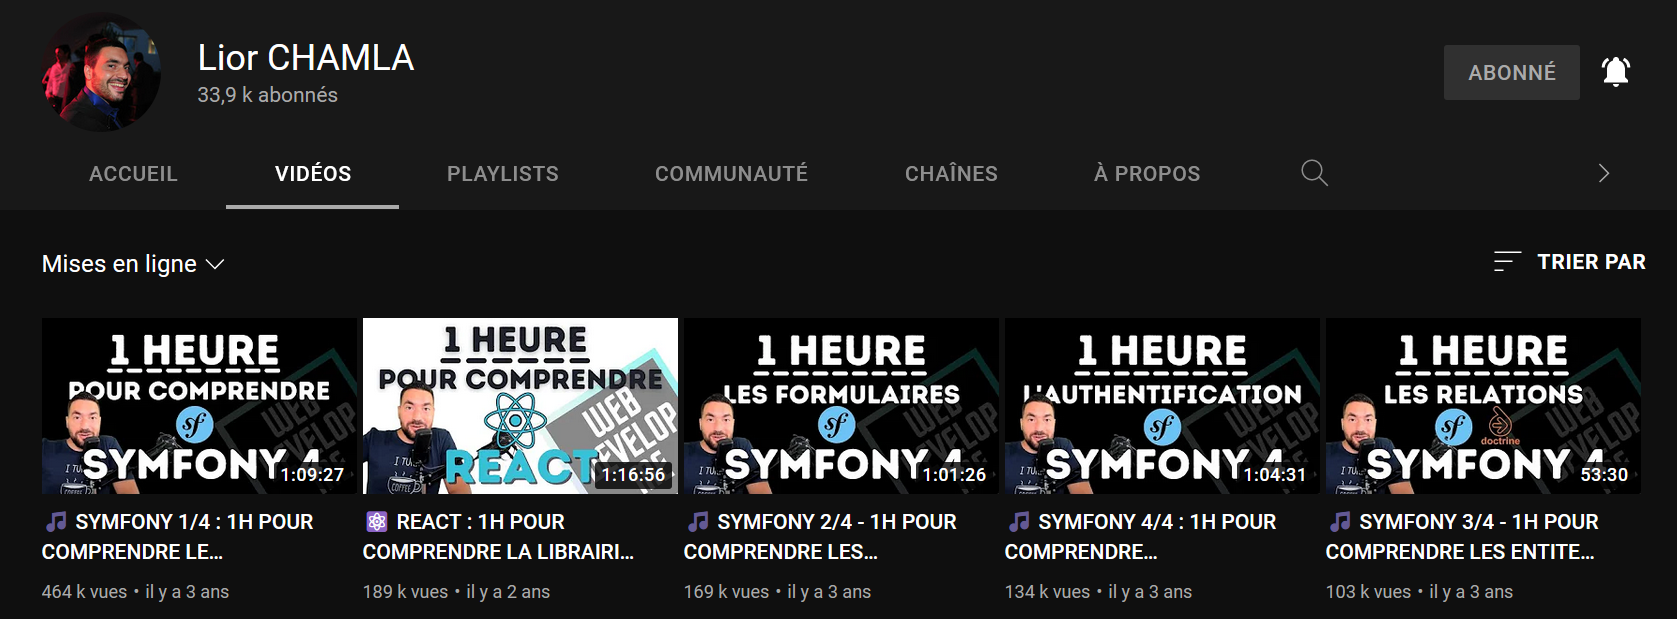 Lior CHAMLA
33,9 k abonnés
ABONNÉ
ACCUEIL
VIDÉOS
PLAYLISTS
COMMUNAUTÉ
CHAÎNES
À PROPOS
Mises en ligne
TRIER PAR
1 HEURE
POUR COMPRENDRE
sf
SYMFONY 4
1:09:27
1 HEURE
POUR COMPRENDRE
WEB
REACT
1:16:56
1 HEURE
LES FORMULAIRES
sf
SYMFONY 4
1:01:26
1 HEURE
L'AUTHENTIFICATION
sf
SYMFONY 4
1:04:31
1 HEURE
LES RELATIONS
sf
doctrine
SYMFONY 4
53:30
🎵 SYMFONY 1/4 : 1H POUR
COMPRENDRE LE...
464 k vues • il y a 3 ans
⚛ REACT : 1H POUR
COMPRENDRE LA LIBRAIRI...
189 k vues • il y a 2 ans
🎵 SYMFONY 2/4 - 1H POUR
COMPRENDRE LES...
169 k vues • il y a 3 ans
🎵 SYMFONY 4/4 : 1H POUR
COMPRENDRE...
134 k vues • il y a 3 ans
🎵 SYMFONY 3/4 - 1H POUR
COMPRENDRE LES ENTITE...
103 k vues • il y a 3 ans